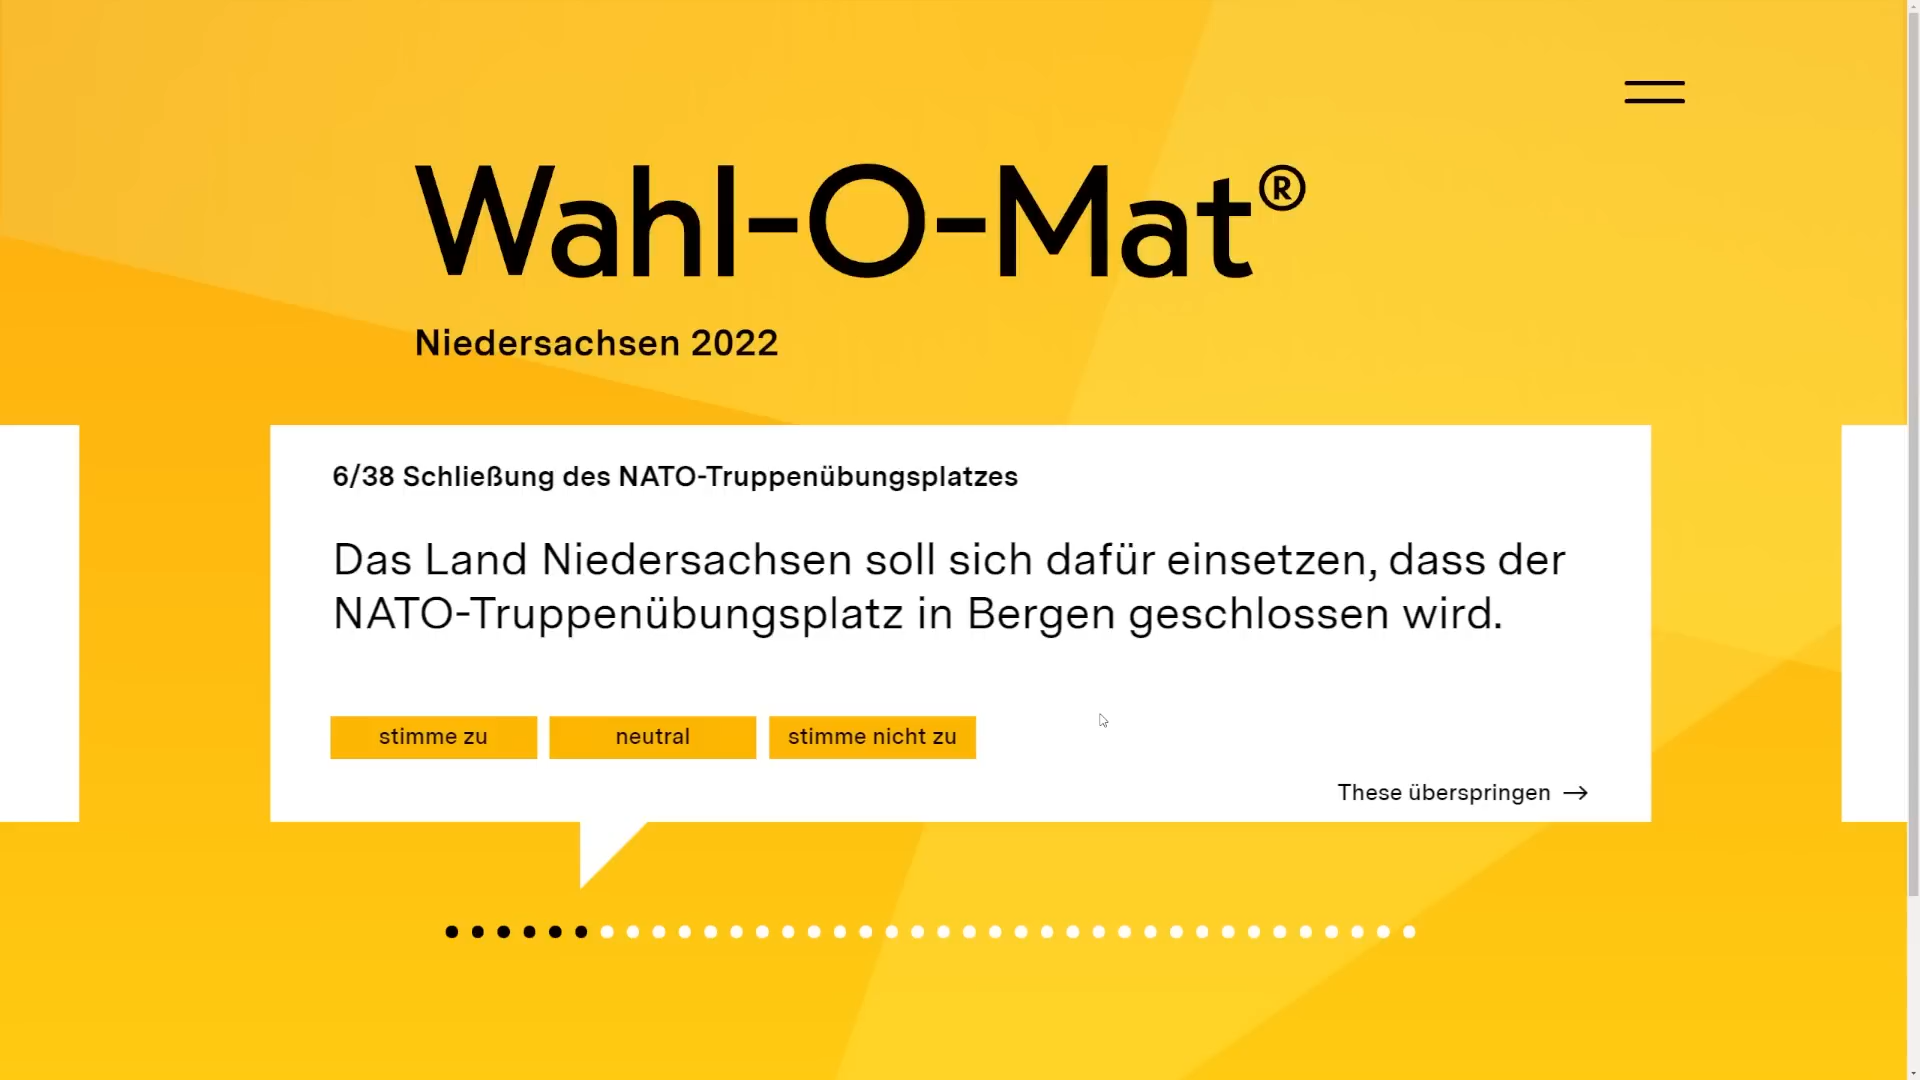 Wahl-O-Mat®
Niedersachsen 2022
6/38 Schließung des NATO-Truppenübungsplatzes
Das Land Niedersachsen soll sich dafür einsetzen, dass der
NATO-Truppenübungsplatz in Bergen geschlossen wird.
stimme zu
neutral
stimme nicht zu
These überspringen →